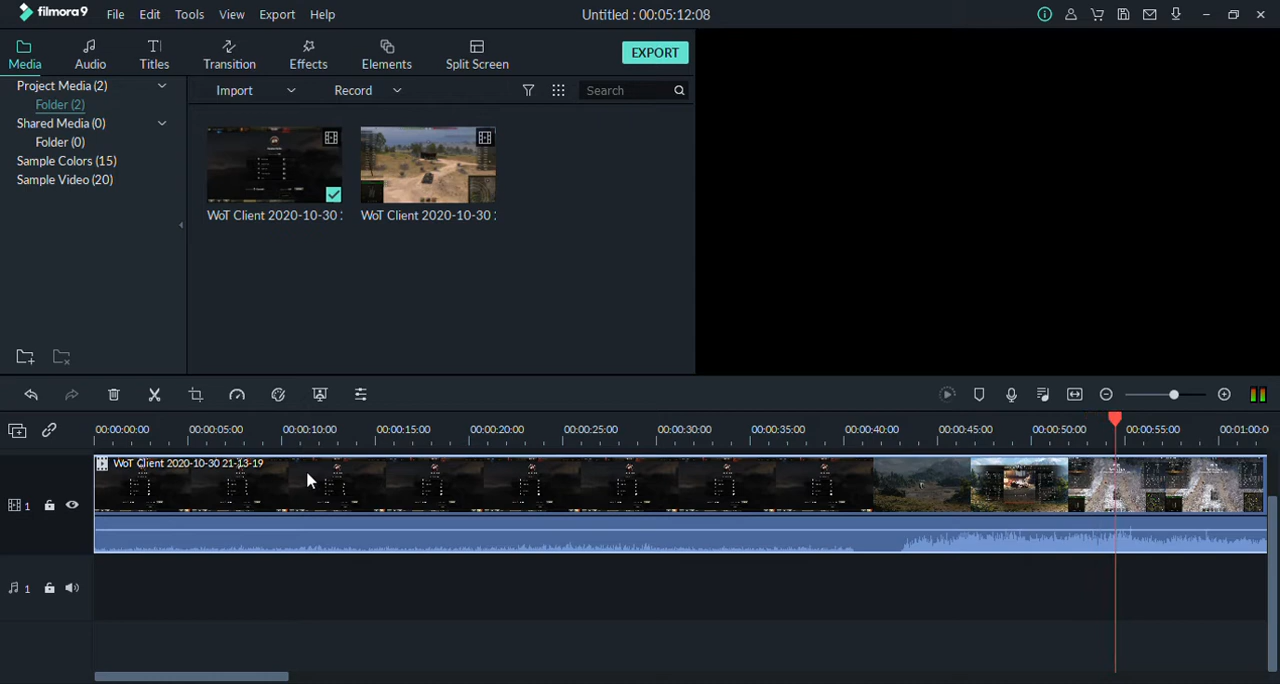 filmora9 File Edit Tools View Export Help Untitled : 00:05:12:08
Media Audio Titles Transition Effects Elements Split Screen EXPORT
Project Media (2)
Folder (2)
Shared Media (0)
Folder (0)
Sample Colors (15)
Sample Video (20)
Import Record Search
WoT Client 2020-10-30 WoT Client 2020-10-30
00:00:00:00 00:00:05:00 00:00:10:00 00:00:15:00 00:00:20:00 00:00:25:00 00:00:30:00 00:00:35:00 00:00:40:00 00:00:45:00 00:00:50:00 00:00:55:00 00:01:00:0
WoT Client 2020-10-30 21-13-19
1
1